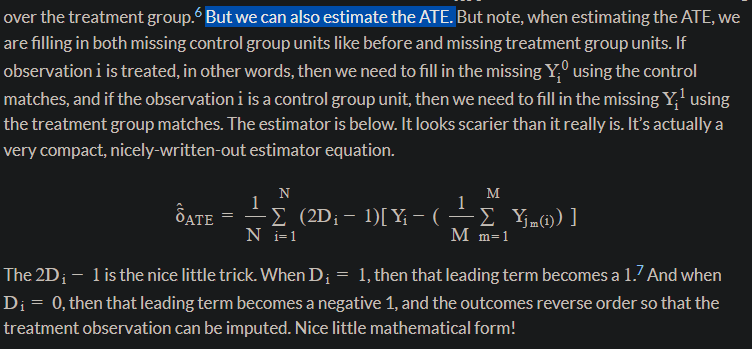 over the treatment group.⁶ But we can also estimate the ATE. But note, when estimating the ATE, we
are filling in both missing control group units like before and missing treatment group units. If
observation i is treated, in other words, then we need to fill in the missing Yᵢ⁰ using the control
matches, and if the observation i is a control group unit, then we need to fill in the missing Yᵢ¹ using
the treatment group matches. The estimator is below. It looks scarier than it really is. It’s actually a
very compact, nicely-written-out estimator equation.
δ̂ATE = 1/N Σ_{i=1}^{N} (2Dᵢ − 1)[ Yᵢ − ( 1/M Σ_{m=1}^{M} Y_{jm(i)}) ]
The 2Dᵢ − 1 is the nice little trick. When Dᵢ = 1, then that leading term becomes a 1.⁷ And when
Dᵢ = 0, then that leading term becomes a negative 1, and the outcomes reverse order so that the
treatment observation can be imputed. Nice little mathematical form!